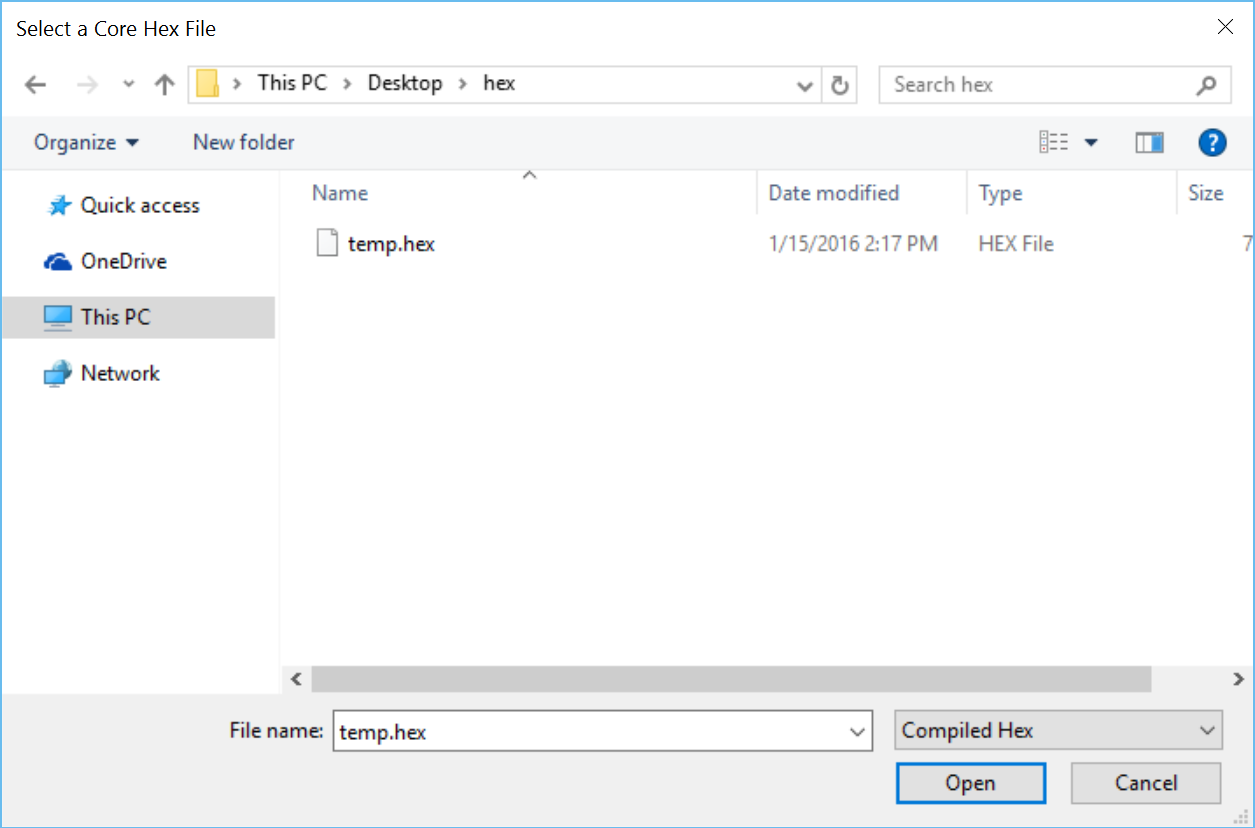 Select a Core Hex File
This PC > Desktop > hex
Search hex
Organize
New folder
?
Name
Date modified
Type
Size
Quick access
temp.hex
1/15/2016 2:17 PM
HEX File
7
OneDrive
This PC
Network
File name:
temp.hex
Compiled Hex
Open
Cancel